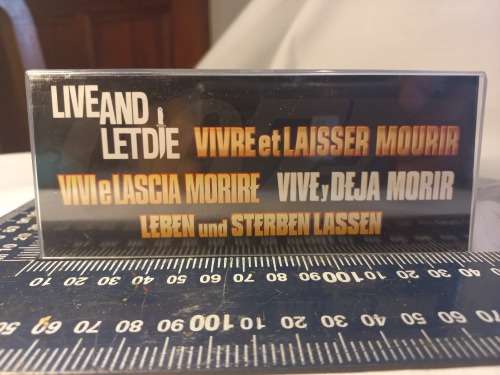 LIVE AND
LET DIE
VIVRE et LAISSER MOURIR
VIVI e LASCIA MORIRE VIVE y DEJA MORIR
LEBEN und STERBEN LASSEN